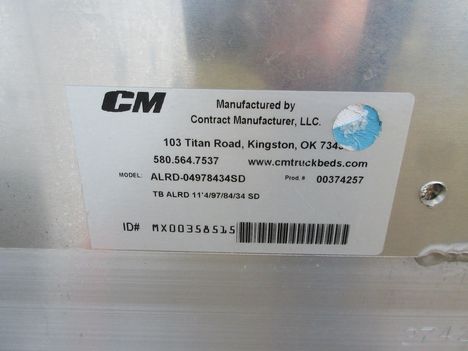 CM
Manufactured by
Contract Manufacturer, LLC.
103 Titan Road, Kingston, OK
580.564.7537 www.cmtruckbeds.com
MODEL: ALRD-04978434SD Prod. # 00374257
TB ALRD 11'4/97/84/34 SD
ID# MX00358515